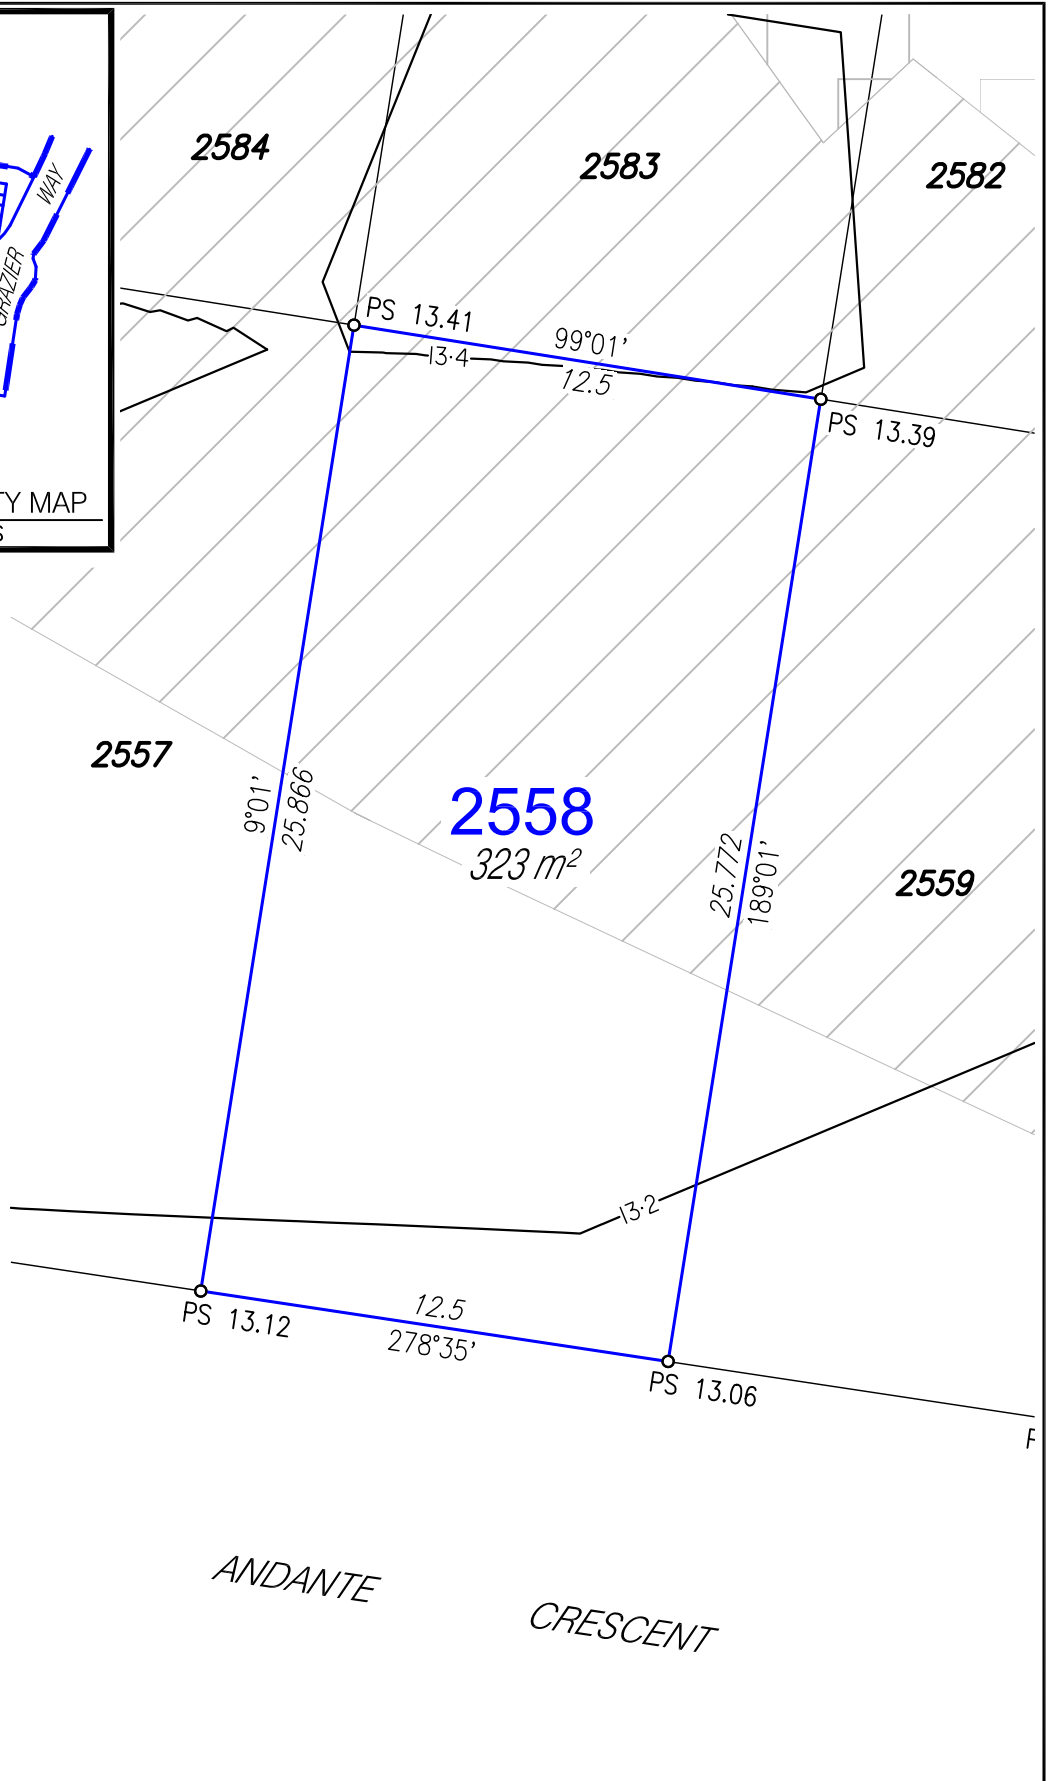 2584
2583
2582
WAY
GRAZIER
PS 13.41
99°01'
13·4
12.5
PS 13.39
TY MAP
S
2557
9°01'
25.866
2558
323 m²
25.772
189°01'
2559
13·2
PS 13.12
12.5
278°35'
PS 13.06
ANDANTE CRESCENT